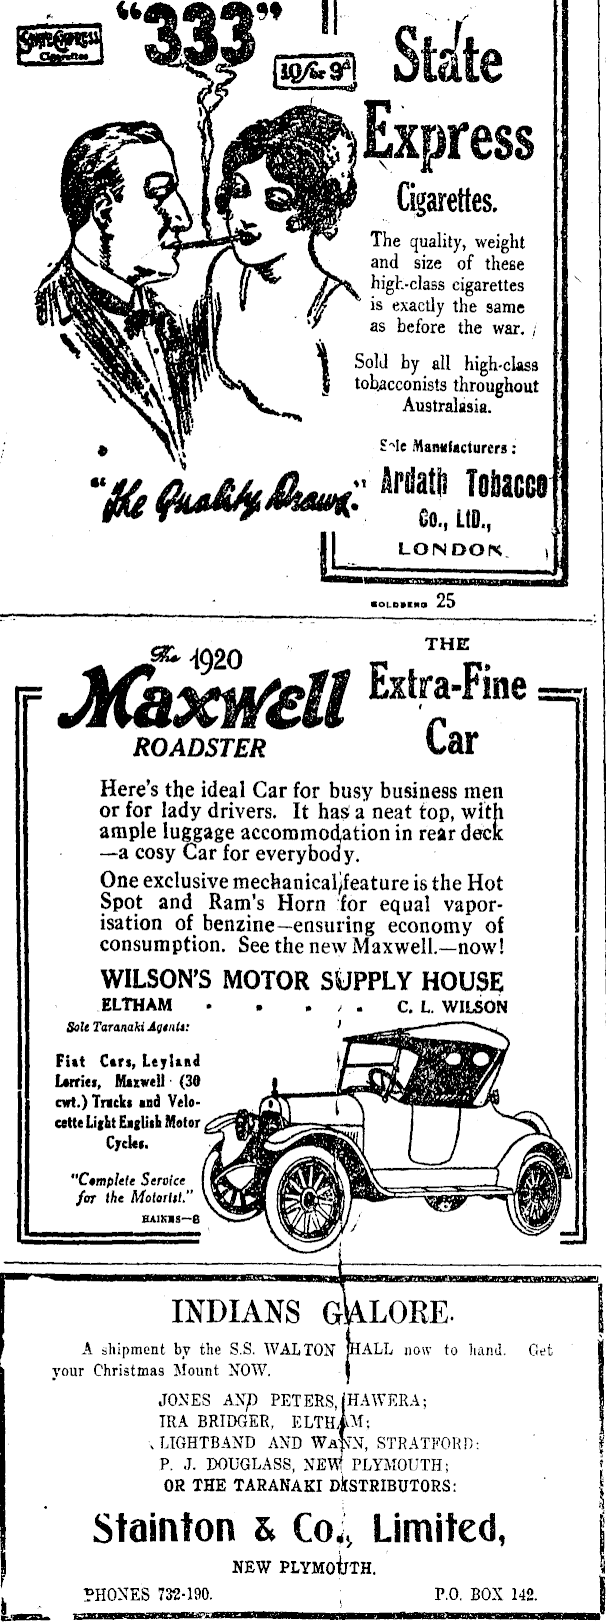 STATE EXPRESS
Cigarettes
"333"
10 for 9d
State
Express
Cigarettes.
The quality, weight
and size of these
high-class cigarettes
is exactly the same
as before the war.
Sold by all high-class
tobacconists throughout
Australasia.
Sole Manufacturers:
Ardath Tobacco
Co., LtD.,
LONDON.
"The Quality Draws."
GOLDBERG 25
The 1920
Maxwell
ROADSTER
THE
Extra-Fine
Car
Here's the ideal Car for busy business men
or for lady drivers. It has a neat top, with
ample luggage accommodation in rear deck
—a cosy Car for everybody.
One exclusive mechanical feature is the Hot
Spot and Ram's Horn for equal vapor-
isation of benzine—ensuring economy of
consumption. See the new Maxwell.—now!
WILSON'S MOTOR SUPPLY HOUSE
ELTHAM . . . . . C. L. WILSON
Sole Taranaki Agents:
Fiat Cars, Leyland
Lorries, Maxwell (30
cwt.) Trucks and Velo-
cette Light English Motor
Cycles.
"Complete Service
for the Motorist."
HAINES—8
INDIANS GALORE.
A shipment by the S.S. WALTON HALL now to hand. Get
your Christmas Mount NOW.
JONES AND PETERS, HAWERA;
IRA BRIDGER, ELTHAM;
LIGHTBAND AND WANN, STRATFORD:
P. J. DOUGLASS, NEW PLYMOUTH;
OR THE TARANAKI DISTRIBUTORS:
Stainton & Co., Limited,
NEW PLYMOUTH.
PHONES 732-190. P.O. BOX 142.